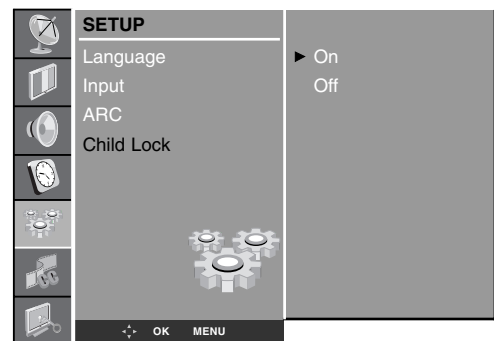 SETUP
Language
Input
ARC
Child Lock
On
Off
OK MENU